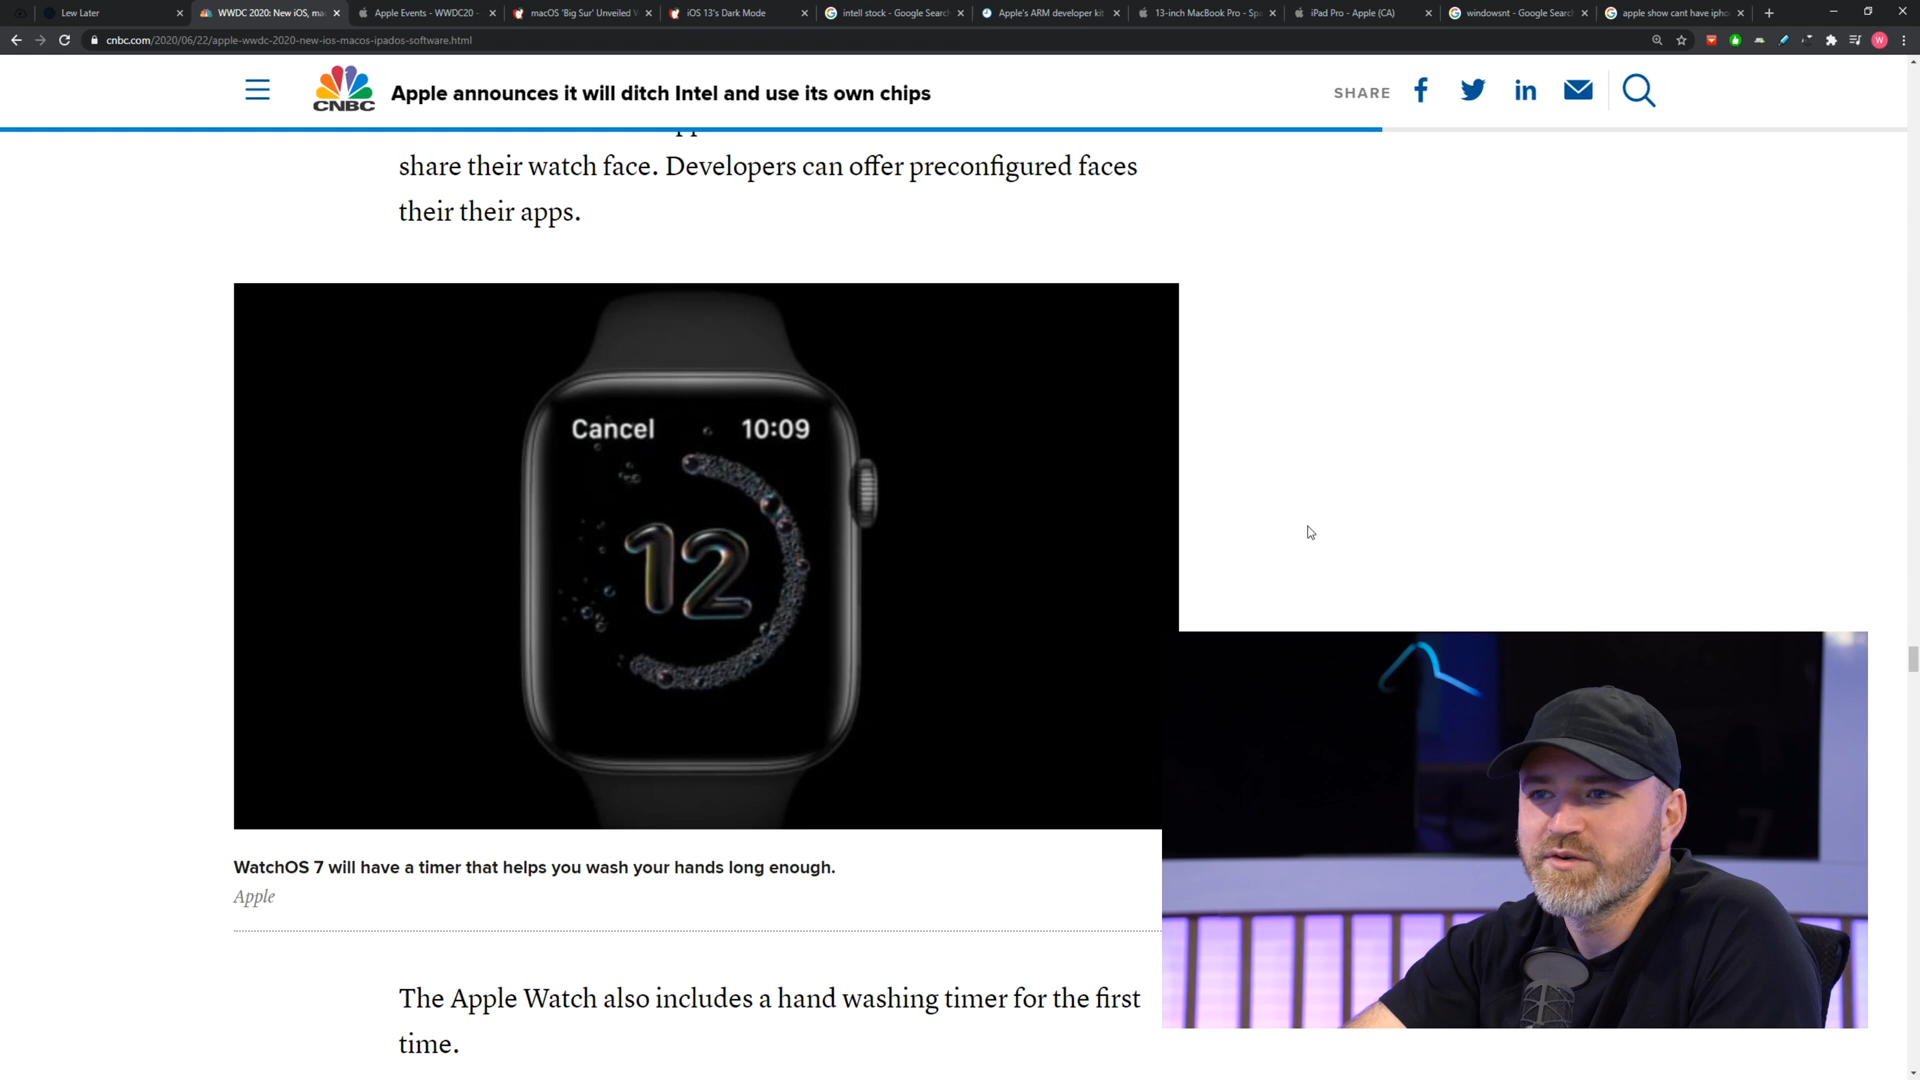 Lew Later
WWDC 2020: New iOS, ma
Apple Events - WWDC20 -
macOS 'Big Sur' Unveiled
iOS 13's Dark Mode
intell stock - Google Searc
Apple's ARM developer kit
13-inch MacBook Pro - Sp
iPad Pro - Apple (CA)
windowsnt - Google Search
apple show cant have ipho
cnbc.com/2020/06/22/apple-wwdc-2020-new-ios-macos-ipados-software.html
W
CNBC
Apple announces it will ditch Intel and use its own chips
SHARE
share their watch face. Developers can offer preconfigured faces
their their apps.
Cancel 10:09
12
WatchOS 7 will have a timer that helps you wash your hands long enough.
Apple
The Apple Watch also includes a hand washing timer for the first
time.